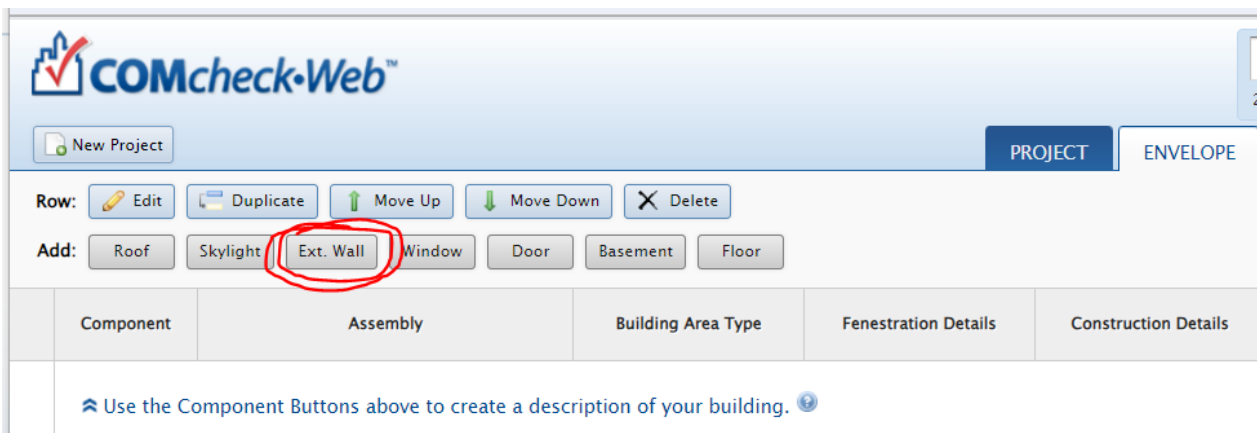 COMcheck•Web™
2
New Project
PROJECT
ENVELOPE
Row: Edit Duplicate Move Up Move Down Delete
Add: Roof Skylight Ext. Wall Window Door Basement Floor
Component Assembly Building Area Type Fenestration Details Construction Details
Use the Component Buttons above to create a description of your building. ?